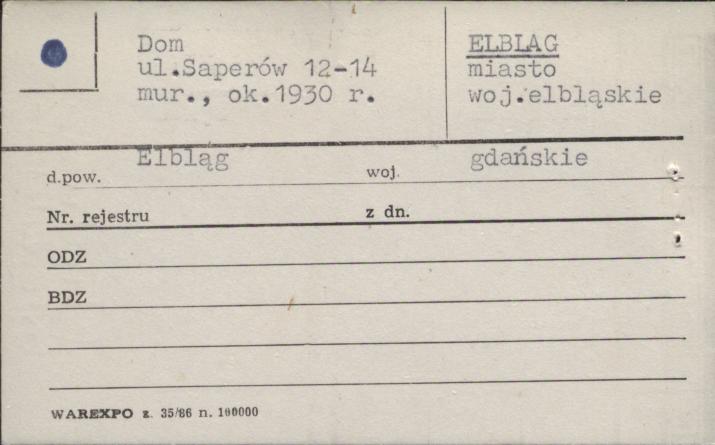 Dom
ul.Saperów 12-14
mur., ok.1930 r.
ELBLAG
miasto
woj.elbląskie
d.pow. Elbląg woj. gdańskie
Nr. rejestru z dn.
ODZ
BDZ
WAREXPO z. 35/86 n. 100000